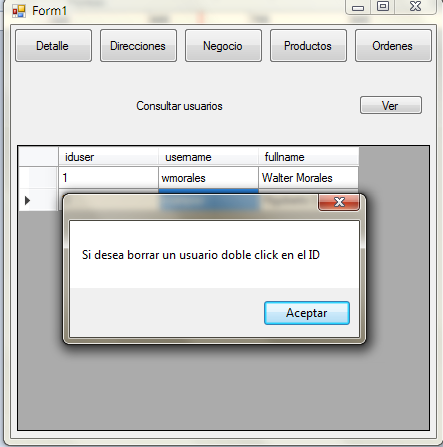 Form1
Detalle Direcciones Negocio Productos Ordenes
Consultar usuarios Ver
iduser username fullname
1 wmorales Walter Morales
Si desea borrar un usuario doble click en el ID
Aceptar